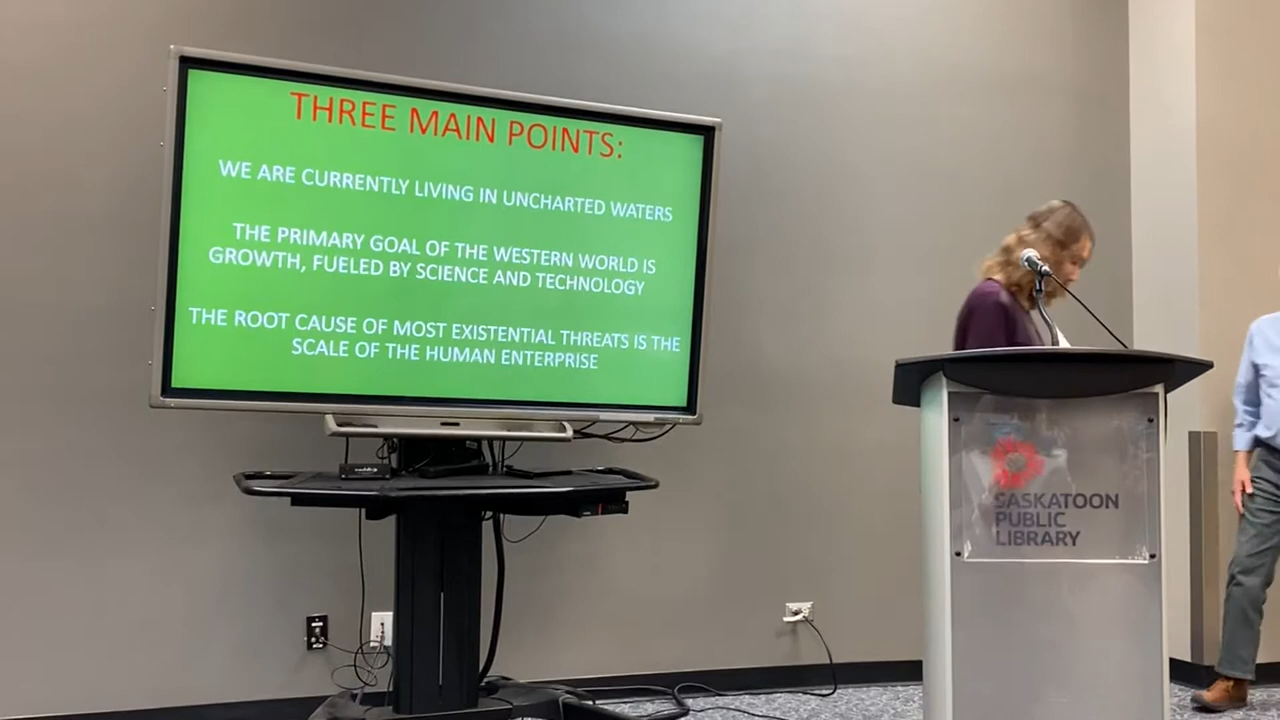 THREE MAIN POINTS:
WE ARE CURRENTLY LIVING IN UNCHARTED WATERS
THE PRIMARY GOAL OF THE WESTERN WORLD IS
GROWTH, FUELED BY SCIENCE AND TECHNOLOGY
THE ROOT CAUSE OF MOST EXISTENTIAL THREATS IS THE
SCALE OF THE HUMAN ENTERPRISE
SASKATOON
PUBLIC
LIBRARY